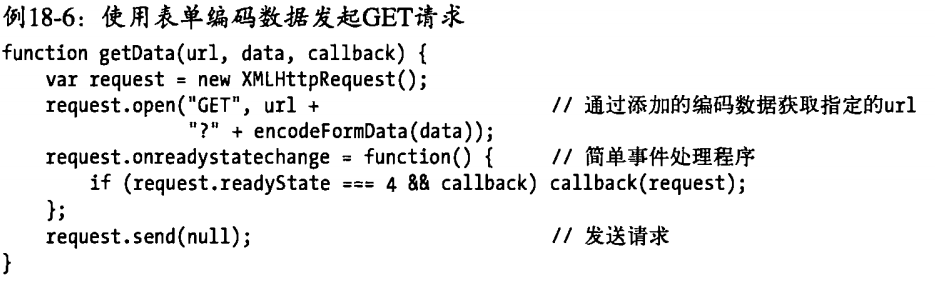 例18-6：使用表单编码数据发起GET请求
function getData(url, data, callback) {
    var request = new XMLHttpRequest();
    request.open("GET", url +                     // 通过添加的编码数据获取指定的url
                 "?" + encodeFormData(data));
    request.onreadystatechange = function() {     // 简单事件处理程序
        if (request.readyState === 4 && callback) callback(request);
    };
    request.send(null);                           // 发送请求
}